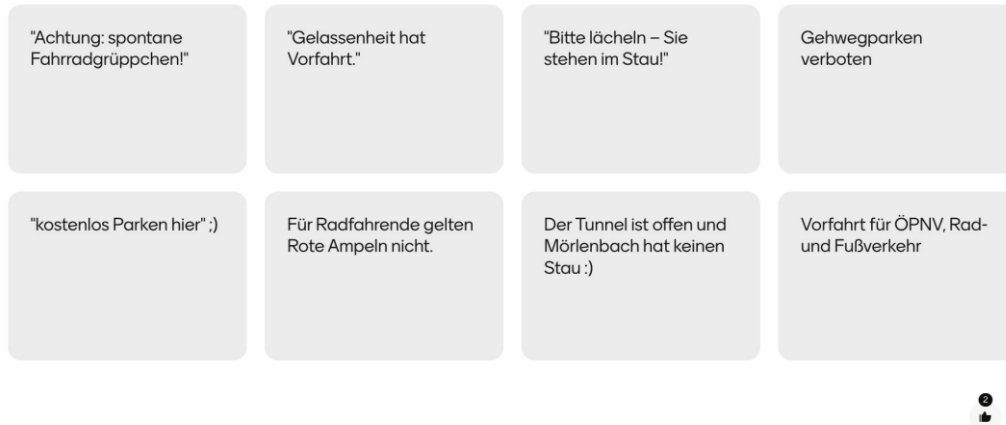 "Achtung: spontane
Fahrradgrüppchen!"
"Gelassenheit hat
Vorfahrt."
"Bitte lächeln – Sie
stehen im Stau!"
Gehwegparken
verboten
"kostenlos Parken hier" ;)
Für Radfahrende gelten
Rote Ampeln nicht.
Der Tunnel ist offen und
Mörlenbach hat keinen
Stau :)
Vorfahrt für ÖPNV, Rad-
und Fußverkehr
2